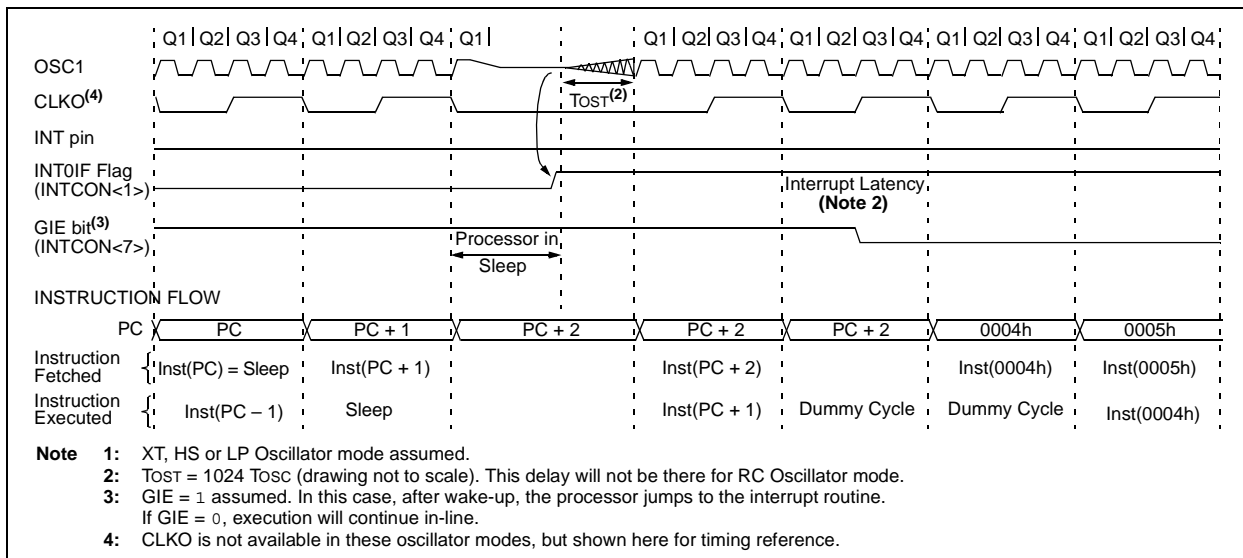 Q1 Q2 Q3 Q4 Q1 Q2 Q3 Q4 Q1 Q1 Q2 Q3 Q4 Q1 Q2 Q3 Q4 Q1 Q2 Q3 Q4 Q1 Q2 Q3 Q4
OSC1
CLKO(4)
TOST(2)
INT pin
INT0IF Flag
(INTCON<1>)
Interrupt Latency
(Note 2)
GIE bit(3)
(INTCON<7>)
Processor in
Sleep
INSTRUCTION FLOW
PC PC PC + 1 PC + 2 PC + 2 PC + 2 0004h 0005h
Instruction
Fetched
Inst(PC) = Sleep Inst(PC + 1) Inst(PC + 2) Inst(0004h) Inst(0005h)
Instruction
Executed
Inst(PC – 1) Sleep Inst(PC + 1) Dummy Cycle Dummy Cycle Inst(0004h)
Note 1: XT, HS or LP Oscillator mode assumed.
2: TOST = 1024 TOSC (drawing not to scale). This delay will not be there for RC Oscillator mode.
3: GIE = 1 assumed. In this case, after wake-up, the processor jumps to the interrupt routine.
If GIE = 0, execution will continue in-line.
4: CLKO is not available in these oscillator modes, but shown here for timing reference.